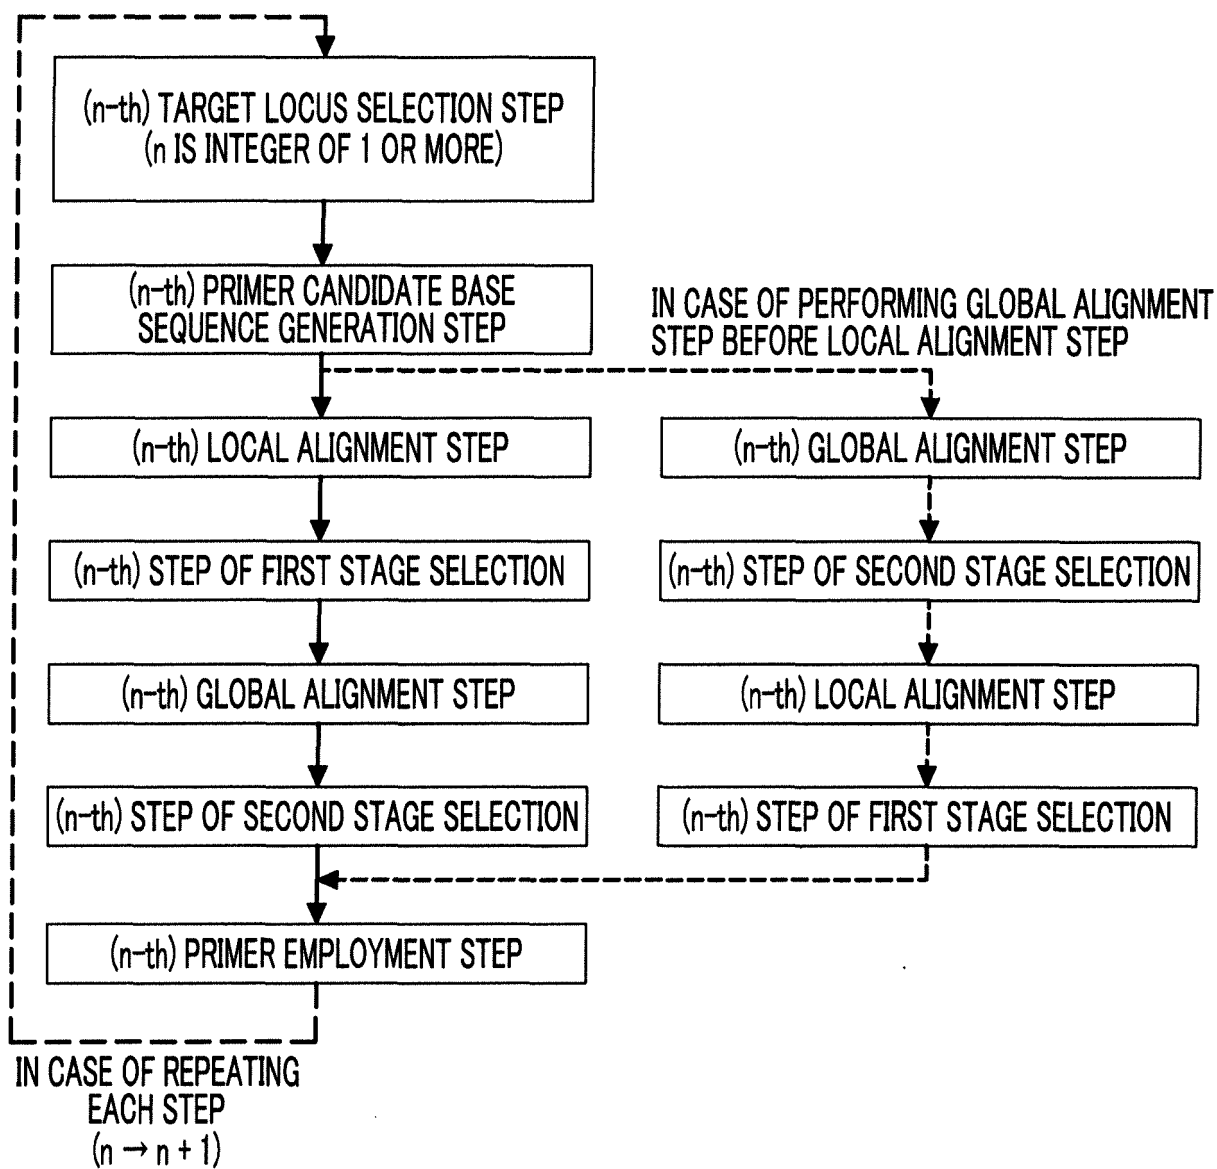 (n-th) TARGET LOCUS SELECTION STEP
(n IS INTEGER OF 1 OR MORE)
(n-th) PRIMER CANDIDATE BASE
SEQUENCE GENERATION STEP
IN CASE OF PERFORMING GLOBAL ALIGNMENT
STEP BEFORE LOCAL ALIGNMENT STEP
(n-th) LOCAL ALIGNMENT STEP
(n-th) STEP OF FIRST STAGE SELECTION
(n-th) GLOBAL ALIGNMENT STEP
(n-th) STEP OF SECOND STAGE SELECTION
(n-th) GLOBAL ALIGNMENT STEP
(n-th) STEP OF SECOND STAGE SELECTION
(n-th) LOCAL ALIGNMENT STEP
(n-th) STEP OF FIRST STAGE SELECTION
(n-th) PRIMER EMPLOYMENT STEP
IN CASE OF REPEATING
EACH STEP
(n → n + 1)